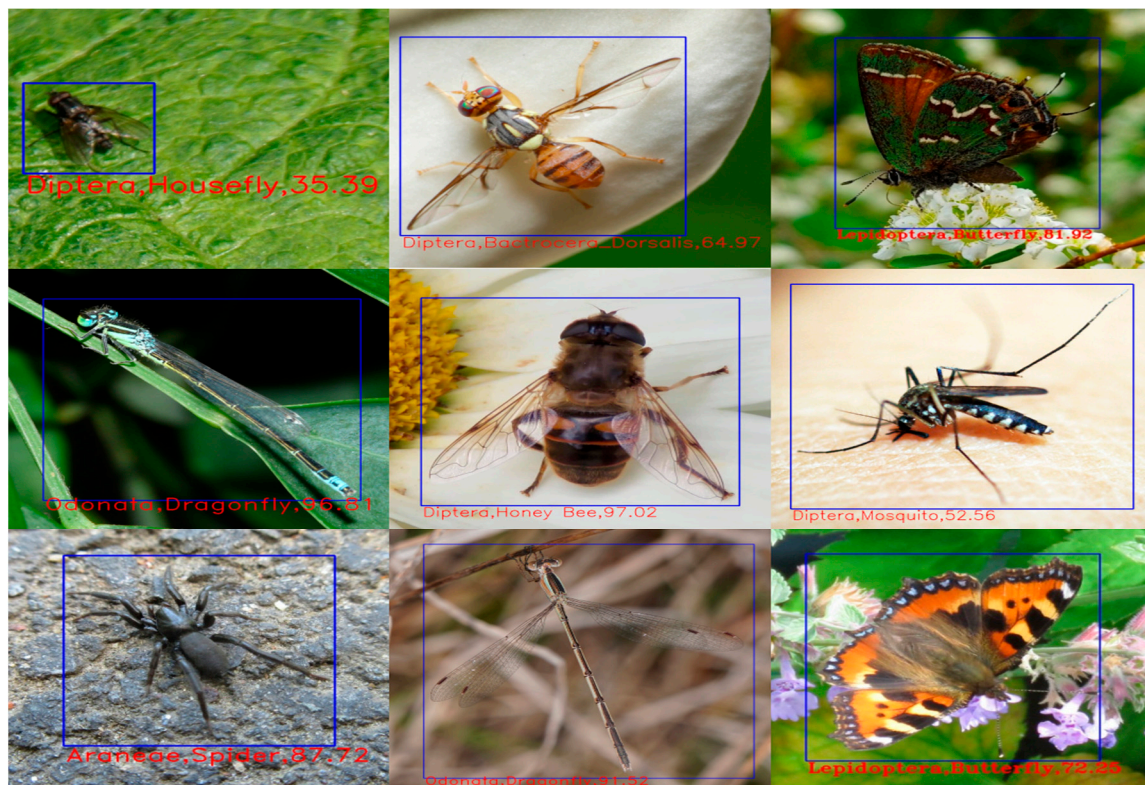 Diptera,Housefly,35.39
Diptera,Bactracera_Dorsalis,64.97
Lepidoptera,Butterfly,81.92
Odonata,Dragonfly,96.81
Diptera,Honey Bee,97.02
Diptera,Mosquito,52.56
Araneae,Spider,87.72
Odonata,Dragonfly,91.52
Lepidoptera,Butterfly,72.25